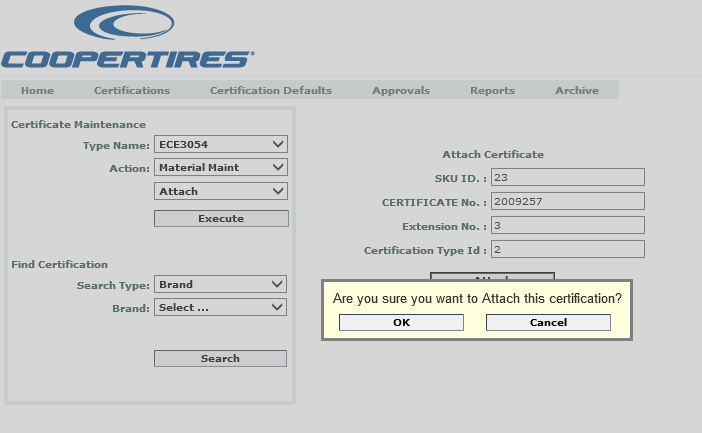 COOPERTIRES
Home Certifications Certification Defaults Approvals Reports Archive
Certificate Maintenance
Type Name: ECE3054
Action: Material Maint
Attach
Execute
Find Certification
Search Type: Brand
Brand: Select ...
Search
Attach Certificate
SKU ID. : 23
CERTIFICATE No. : 2009257
Extension No. : 3
Certification Type Id : 2
Are you sure you want to Attach this certification?
OK Cancel